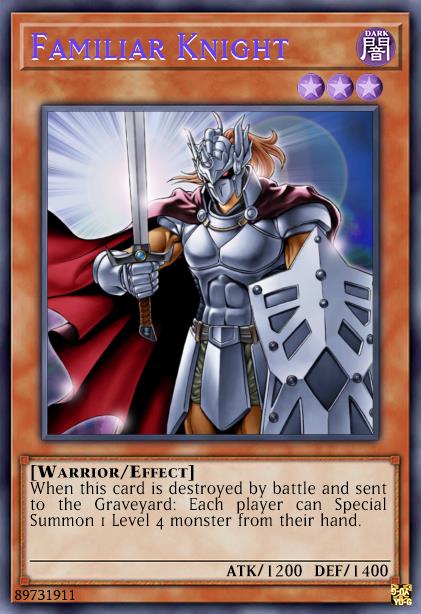 Familiar Knight
DARK
闇
[Warrior/Effect]
When this card is destroyed by battle and sent
to the Graveyard: Each player can Special
Summon 1 Level 4 monster from their hand.
ATK/1200 DEF/1400
89731911